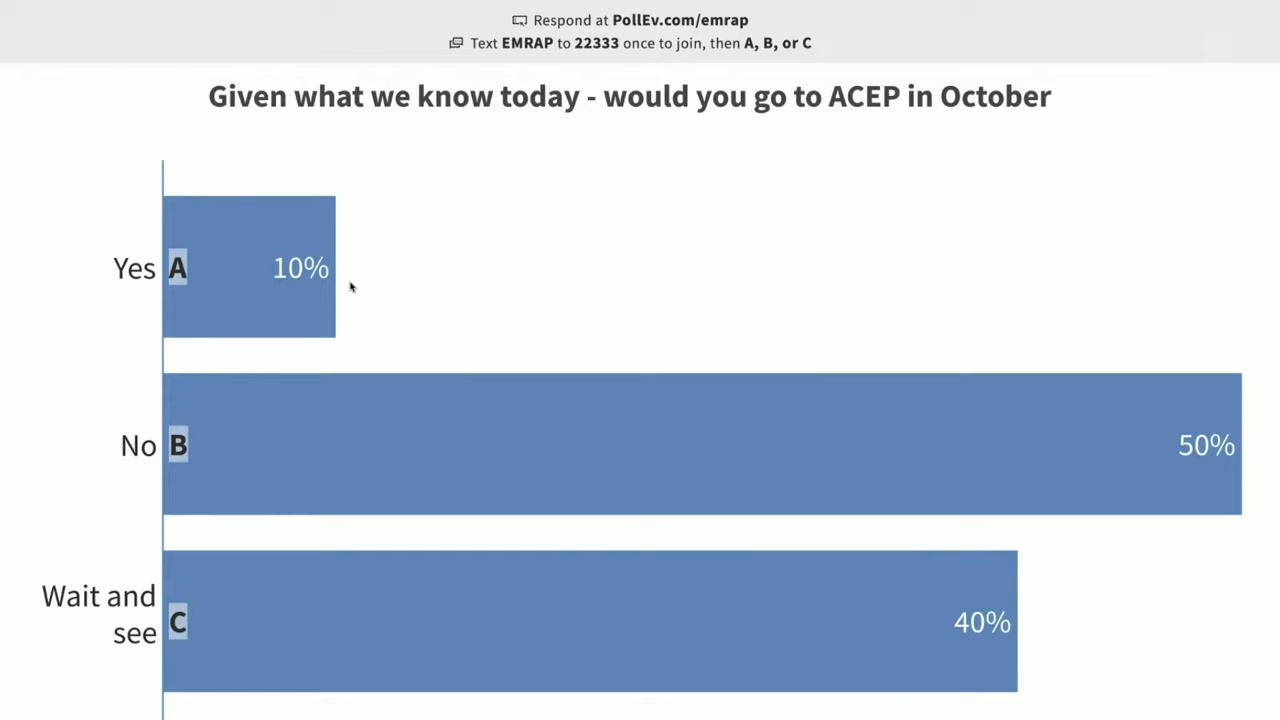 Respond at PollEv.com/emrap
Text EMRAP to 22333 once to join, then A, B, or C
Given what we know today - would you go to ACEP in October
Yes A 10%
No B 50%
Wait and
see C 40%